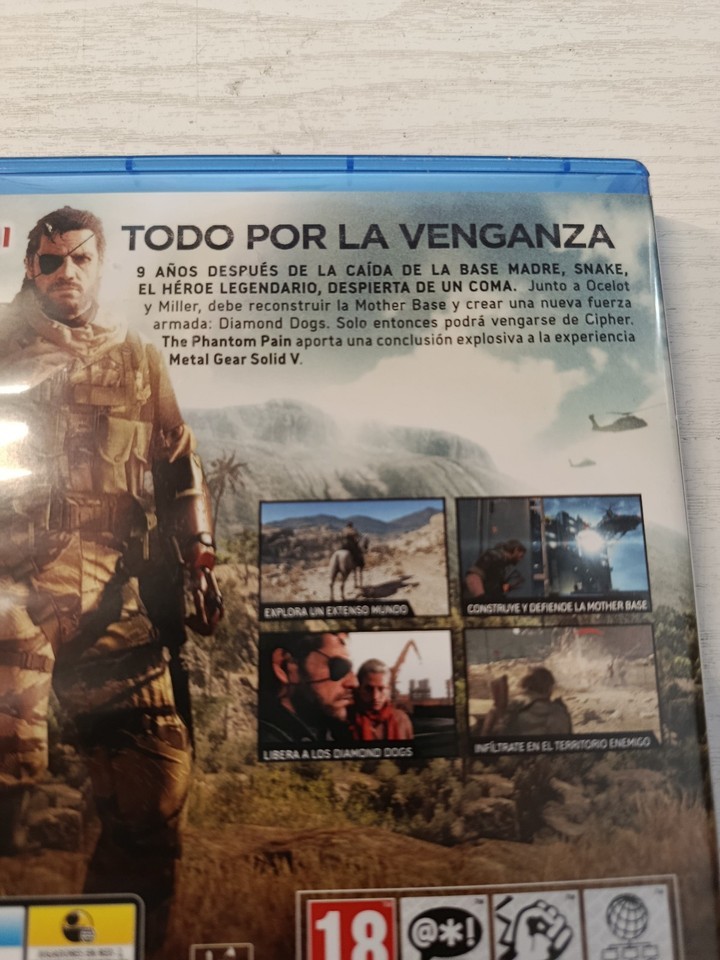 TODO POR LA VENGANZA
9 AÑOS DESPUÉS DE LA CAÍDA DE LA BASE MADRE, SNAKE,
EL HÉROE LEGENDARIO, DESPIERTA DE UN COMA. Junto a Ocelot
y Miller, debe reconstruir la Mother Base y crear una nueva fuerza
armada: Diamond Dogs. Solo entonces podrá vengarse de Cipher.
The Phantom Pain aporta una conclusión explosiva a la experiencia
Metal Gear Solid V.
EXPLORA UN EXTENSO MUNDO
CONSTRUYE Y DEFIENDE LA MOTHER BASE
LIBERA A LOS DIAMOND DOGS
INFÍLTRATE EN EL TERRITORIO ENEMIGO
18
@*!